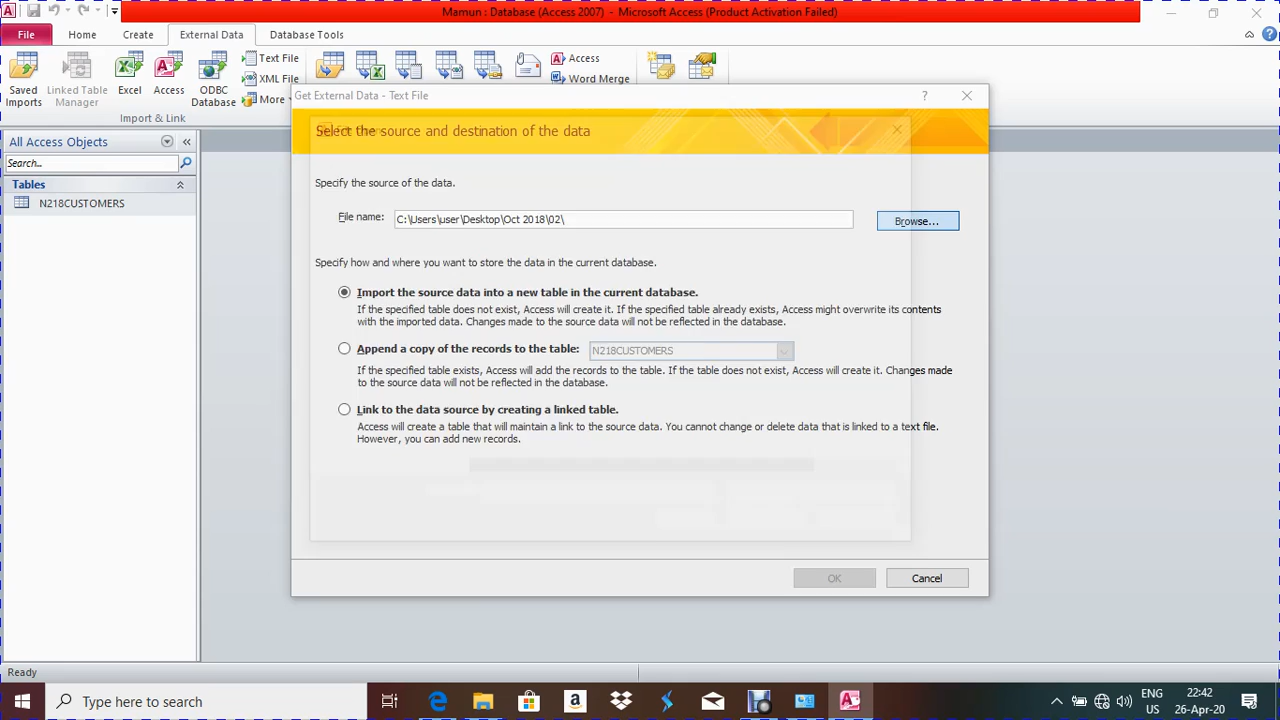 Mamun : Database (Access 2007) - Microsoft Access (Product Activation Failed)
File Home Create External Data Database Tools
Saved Imports
Linked Table Manager
Excel
Access
ODBC Database
Text File
XML File
More
Access
Word Merge
Import & Link
All Access Objects
Search..
Tables
N218CUSTOMERS
Get External Data - Text File
Select the source and destination of the data
Specify the source of the data.
File name: C:\Users\user\Desktop\Oct 2018\02\
Browse...
Specify how and where you want to store the data in the current database.
Import the source data into a new table in the current database.
If the specified table does not exist, Access will create it. If the specified table already exists, Access might overwrite its contents
with the imported data. Changes made to the source data will not be reflected in the database.
Append a copy of the records to the table: N218CUSTOMERS
If the specified table exists, Access will add the records to the table. If the table does not exist, Access will create it. Changes made
to the source data will not be reflected in the database.
Link to the data source by creating a linked table.
Access will create a table that will maintain a link to the source data. You cannot change or delete data that is linked to a text file.
However, you can add new records.
OK Cancel
Ready
Type here to search
ENG
US
22:42
26-Apr-20